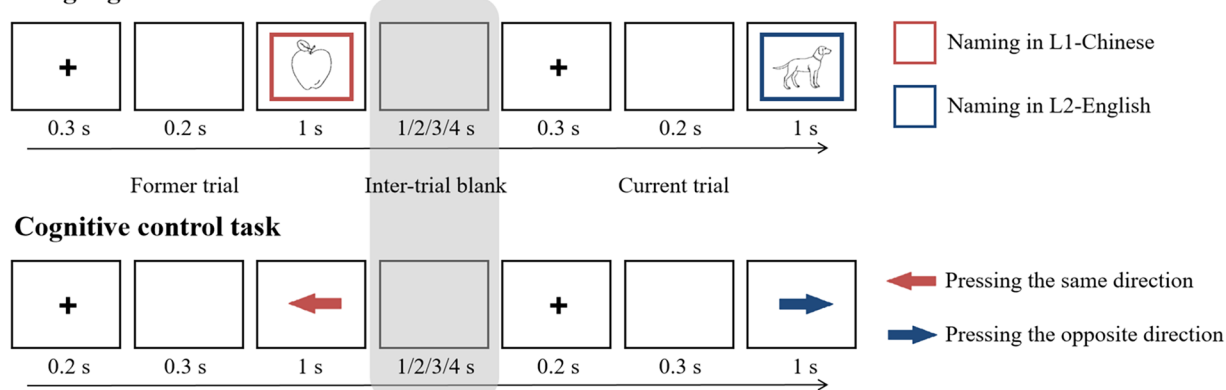 Naming in L1-Chinese
Naming in L2-English
0.3 s 0.2 s 1 s 1/2/3/4 s 0.3 s 0.2 s 1 s
Former trial Inter-trial blank Current trial
Cognitive control task
Pressing the same direction
Pressing the opposite direction
0.2 s 0.3 s 1 s 1/2/3/4 s 0.2 s 0.3 s 1 s